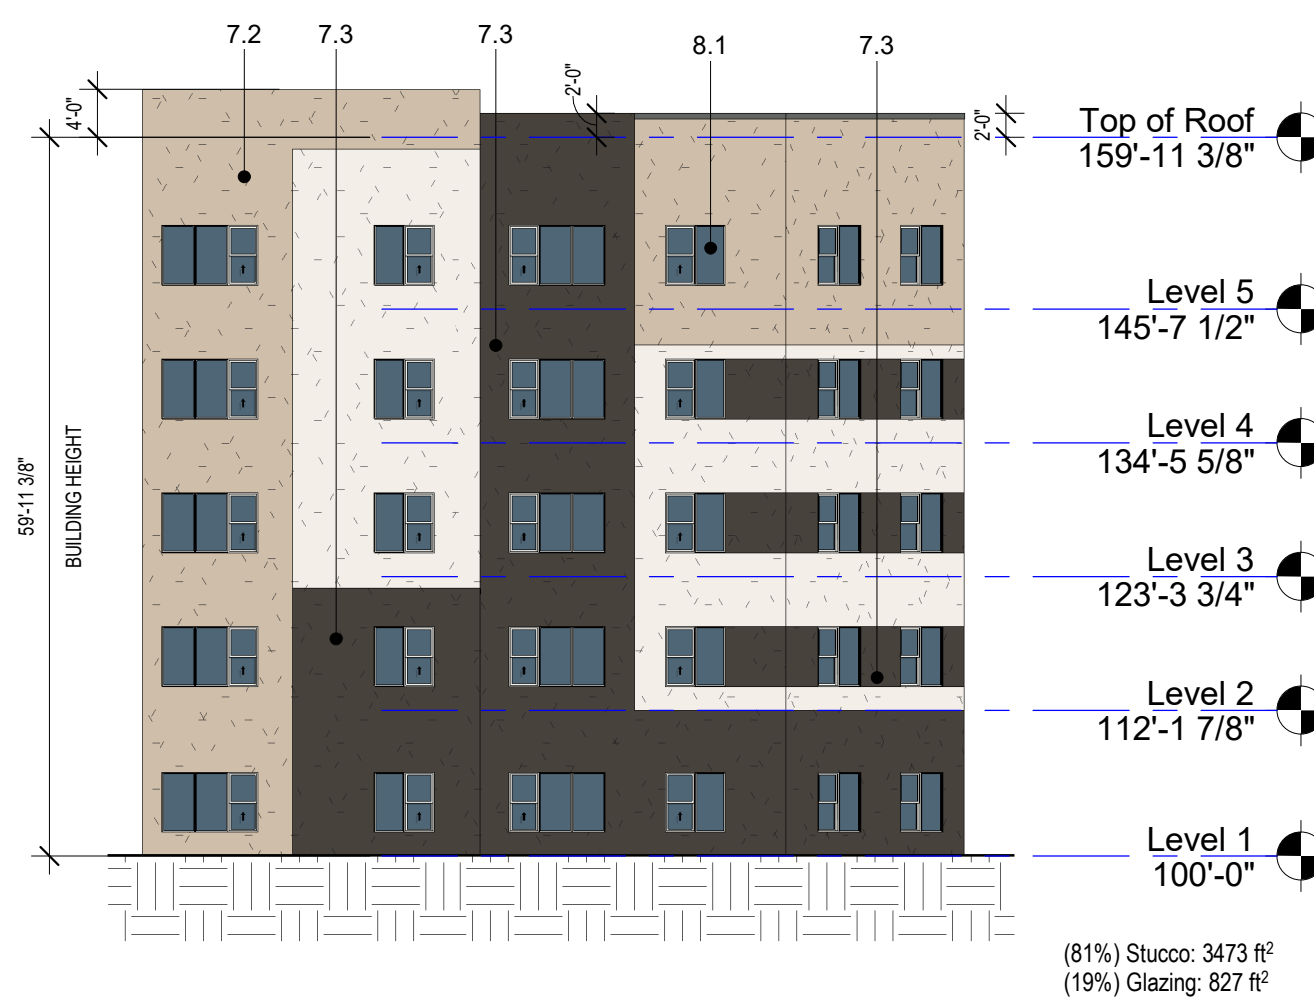 7.2
7.3
7.3
8.1
7.3
4'-0"
2'-0"
2'-0"
Top of Roof
159'-11 3/8"
Level 5
145'-7 1/2"
Level 4
134'-5 5/8"
59'-11 3/8"
BUILDING HEIGHT
Level 3
123'-3 3/4"
Level 2
112'-1 7/8"
Level 1
100'-0"
(81%) Stucco: 3473 ft²
(19%) Glazing: 827 ft²